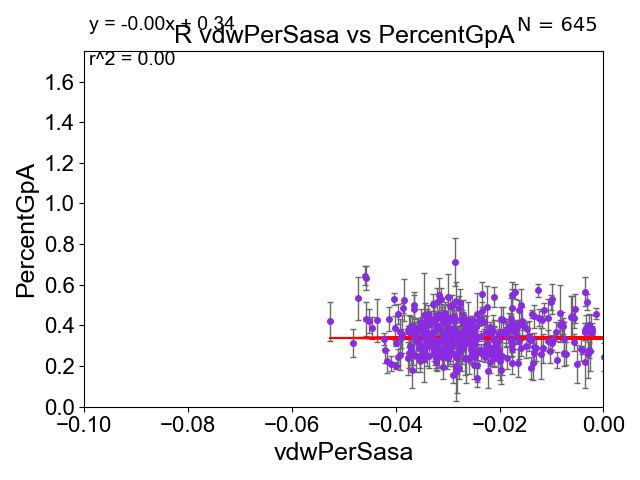 y = -0.00x + 0.34
N = 645
R vdwPerSasa vs PercentGpA
r^2 = 0.00
PercentGpA
1.6
1.4
1.2
1.0
0.8
0.6
0.4
0.2
0.0
−0.10
−0.08
−0.06
−0.04
−0.02
0.00
vdwPerSasa